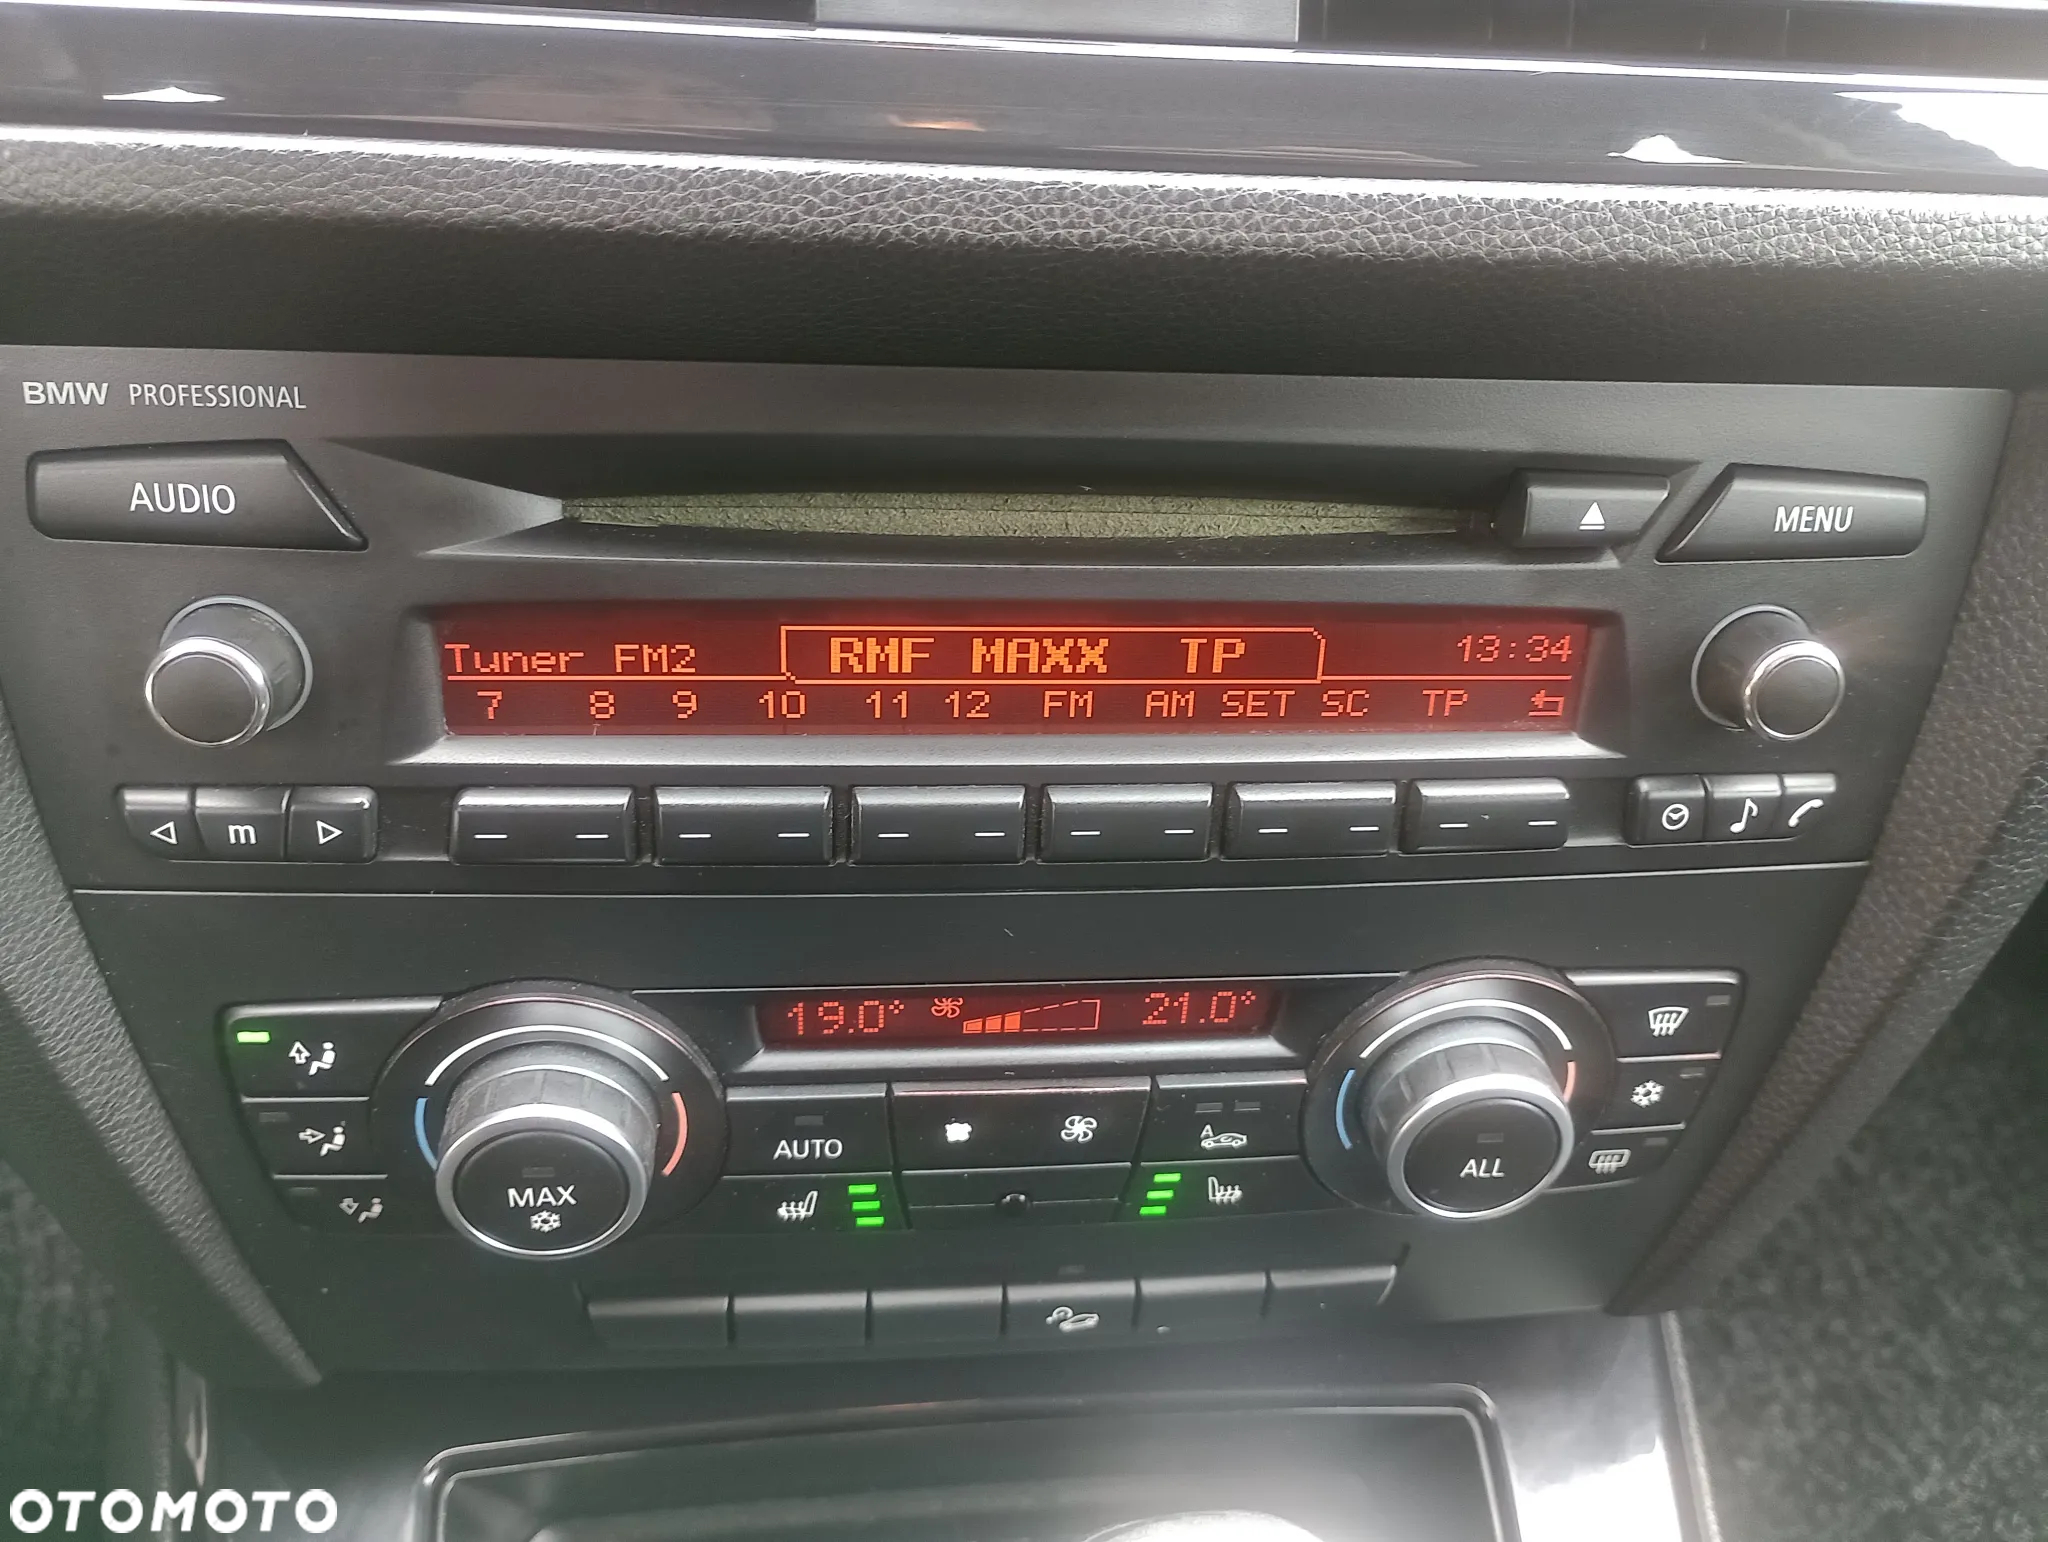 BMW PROFESSIONAL
AUDIO
MENU
Tuner FM2 RMF MAXX TP 13:34
7 8 9 10 11 12 FM AM SET SC TP
m
19.0° 21.0°
AUTO
A
MAX
ALL
OTOMOTO